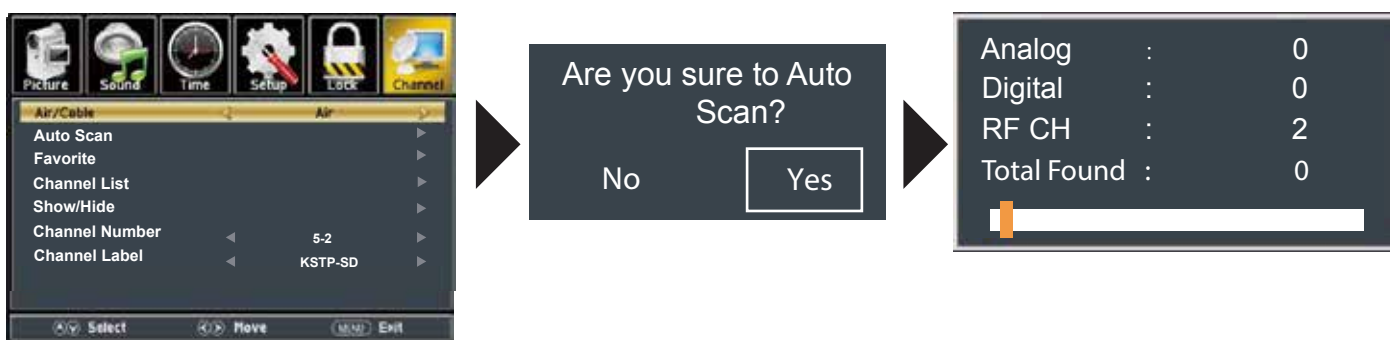 Picture Sound Time Setup Lock Channel
Air/Cable Air
Auto Scan
Favorite
Channel List
Show/Hide
Channel Number 5-2
Channel Label KSTP-SD
Select Move MENU Exit
Are you sure to Auto
Scan?
No Yes
Analog : 0
Digital : 0
RF CH : 2
Total Found : 0